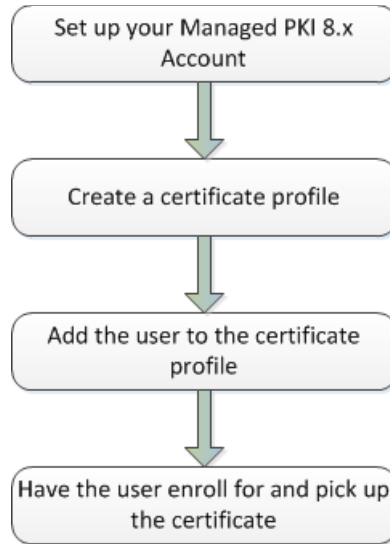 Set up your Managed PKI 8.x
Account
Create a certificate profile
Add the user to the certificate
profile
Have the user enroll for and pick up
the certificate